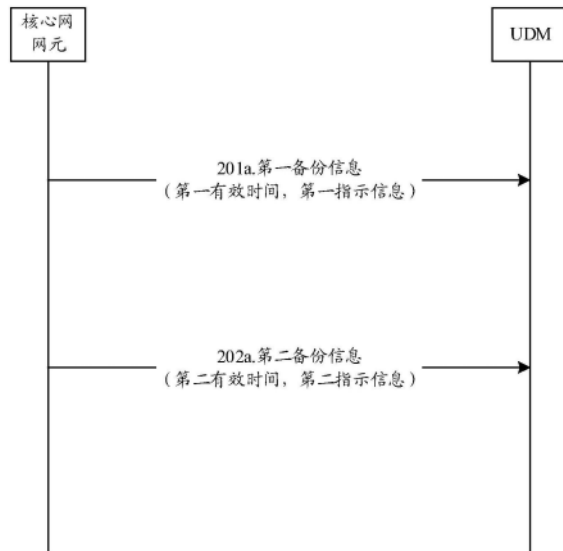 核心网
网元
UDM
201a.第一备份信息
（第一有效时间，第一指示信息）
202a.第二备份信息
（第二有效时间，第二指示信息）